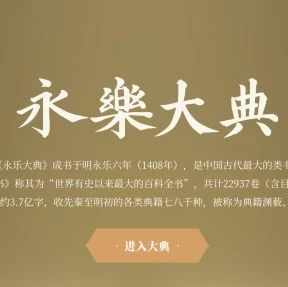 永樂大典
《永乐大典》成书于明永乐六年（1408年），是中国古代最大的类书
书》称其为“世界有史以来最大的百科全书”，共计22937卷（含目
约3.7亿字，收先秦至明初的各类典籍七八千种，被称为典籍渊薮、
进入大典